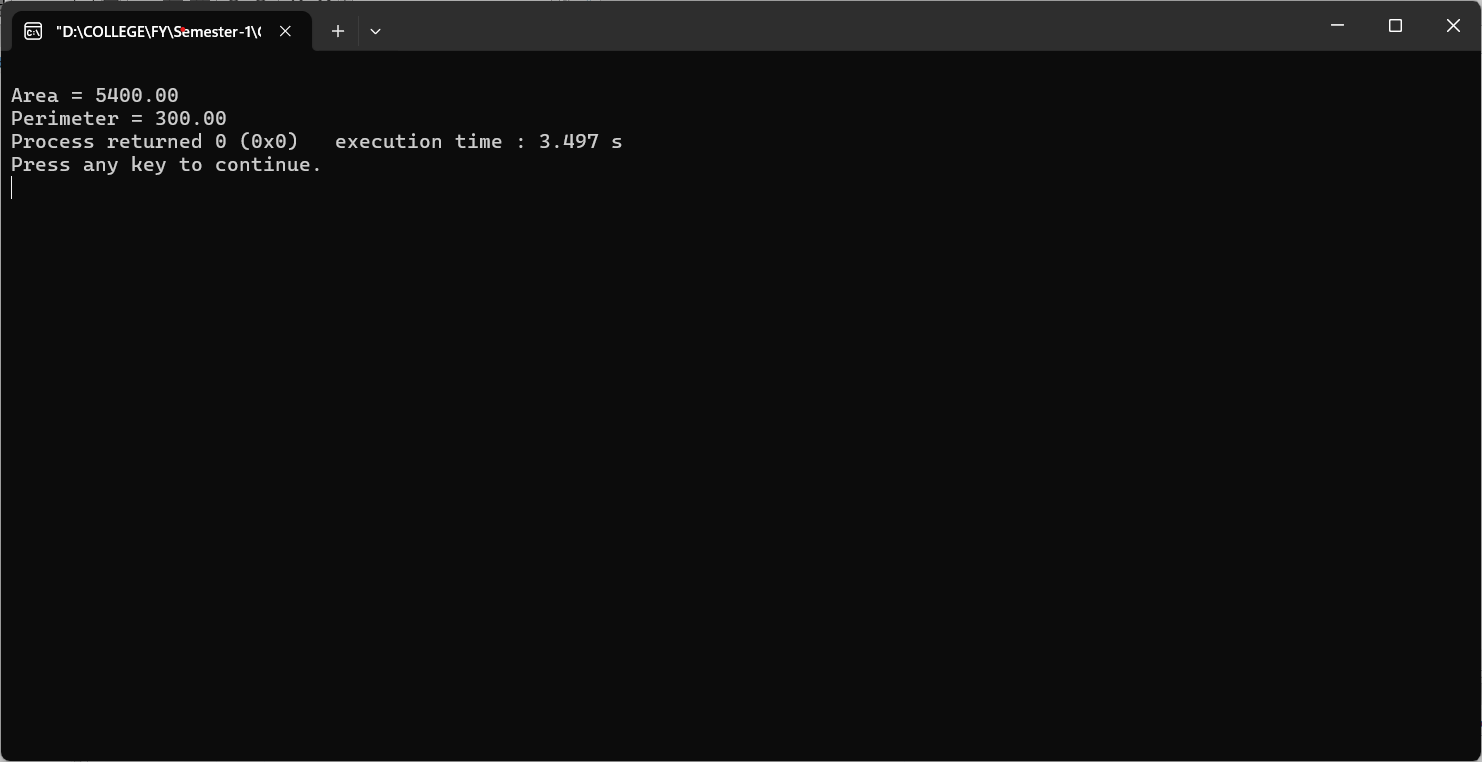 "D:\COLLEGE\FY\Semester-1\
Area = 5400.00
Perimeter = 300.00
Process returned 0 (0x0)   execution time : 3.497 s
Press any key to continue.